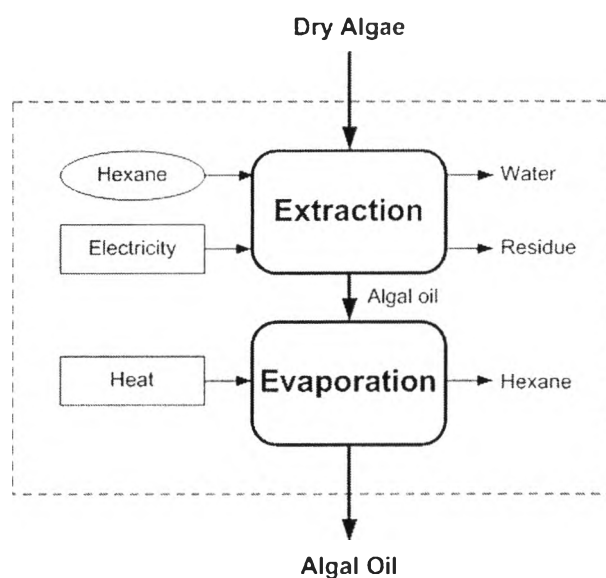 Dry Algae
Hexane
Extraction
Water
Electricity
Residue
Algal oil
Heat
Evaporation
Hexane
Algal Oil